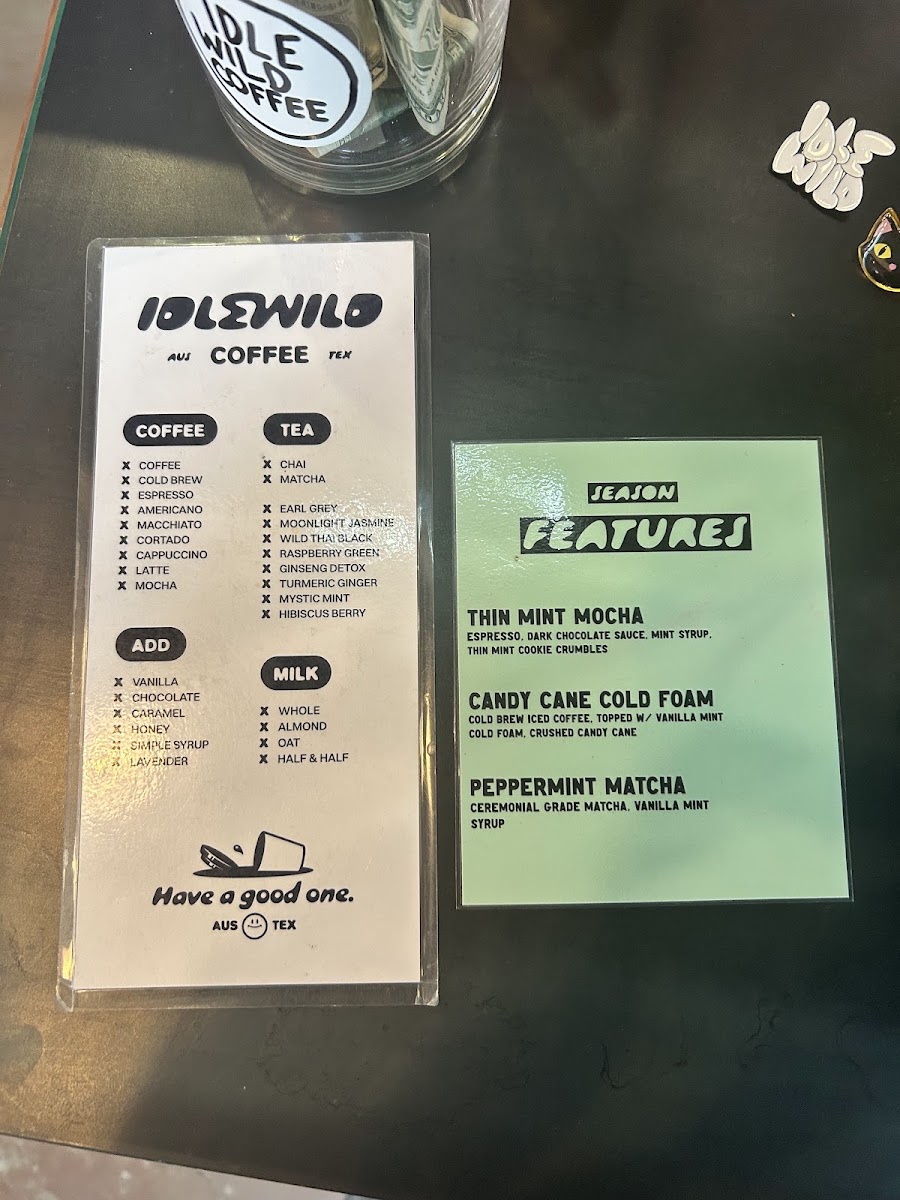 IDLE
WILD
COFFEE
IDLE
WILD
IDLEWILD
AUS COFFEE TEX
COFFEE
X COFFEE
X COLD BREW
X ESPRESSO
X AMERICANO
X MACCHIATO
X CORTADO
X CAPPUCCINO
X LATTE
X MOCHA
ADD
X VANILLA
X CHOCOLATE
X CARAMEL
X HONEY
X SIMPLE SYRUP
X LAVENDER
TEA
X CHAI
X MATCHA
X EARL GREY
X MOONLIGHT JASMINE
X WILD THAI BLACK
X RASPBERRY GREEN
X GINSENG DETOX
X TURMERIC GINGER
X MYSTIC MINT
X HIBISCUS BERRY
MILK
X WHOLE
X ALMOND
X OAT
X HALF & HALF
Have a good one.
AUS TEX
SEASON
FEATURES
THIN MINT MOCHA
ESPRESSO, DARK CHOCOLATE SAUCE, MINT SYRUP,
THIN MINT COOKIE CRUMBLES
CANDY CANE COLD FOAM
COLD BREW ICED COFFEE, TOPPED W/ VANILLA MINT
COLD FOAM, CRUSHED CANDY CANE
PEPPERMINT MATCHA
CEREMONIAL GRADE MATCHA, VANILLA MINT
SYRUP